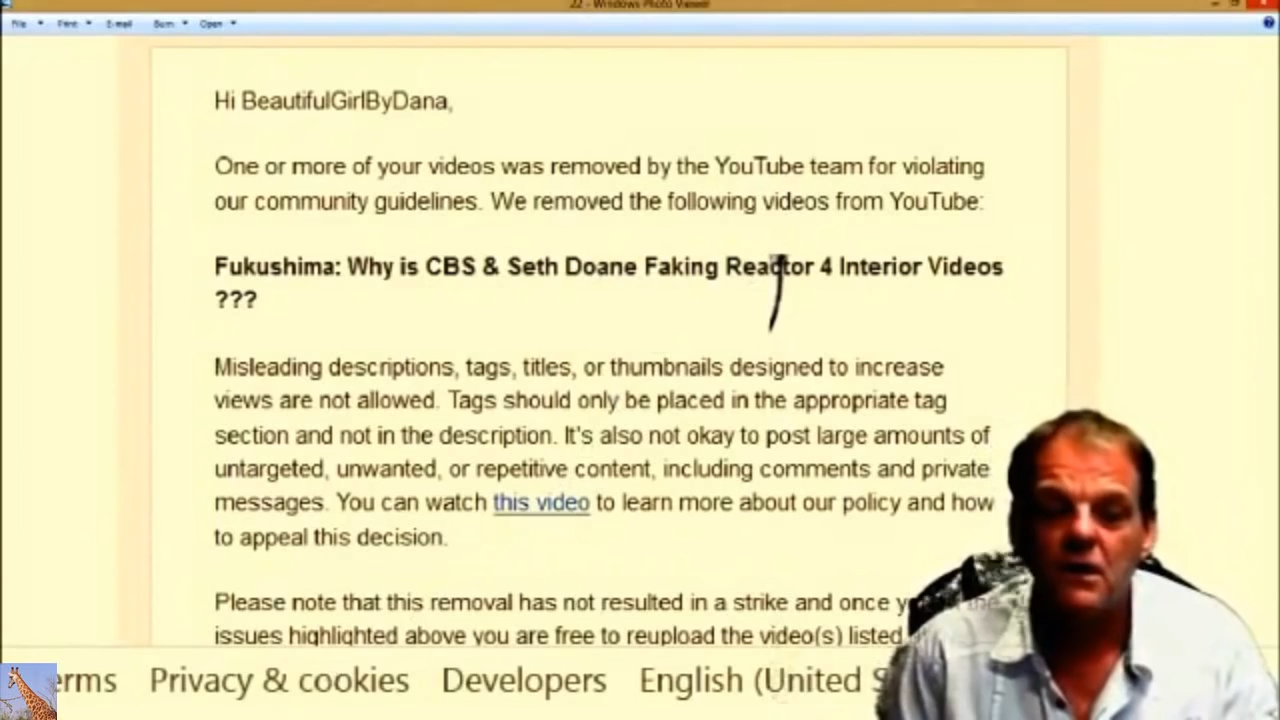 22 - Windows Photo Viewer
File Print E-mail Burn Open
Hi BeautifulGirlByDana,
One or more of your videos was removed by the YouTube team for violating
our community guidelines. We removed the following videos from YouTube:
Fukushima: Why is CBS & Seth Doane Faking Reactor 4 Interior Videos
???
Misleading descriptions, tags, titles, or thumbnails designed to increase
views are not allowed. Tags should only be placed in the appropriate tag
section and not in the description. It's also not okay to post large amounts of
untargeted, unwanted, or repetitive content, including comments and private
messages. You can watch this video to learn more about our policy and how
to appeal this decision.
Please note that this removal has not resulted in a strike and once
issues highlighted above you are free to reupload the video(s) listed
erms Privacy & cookies Developers English (United S